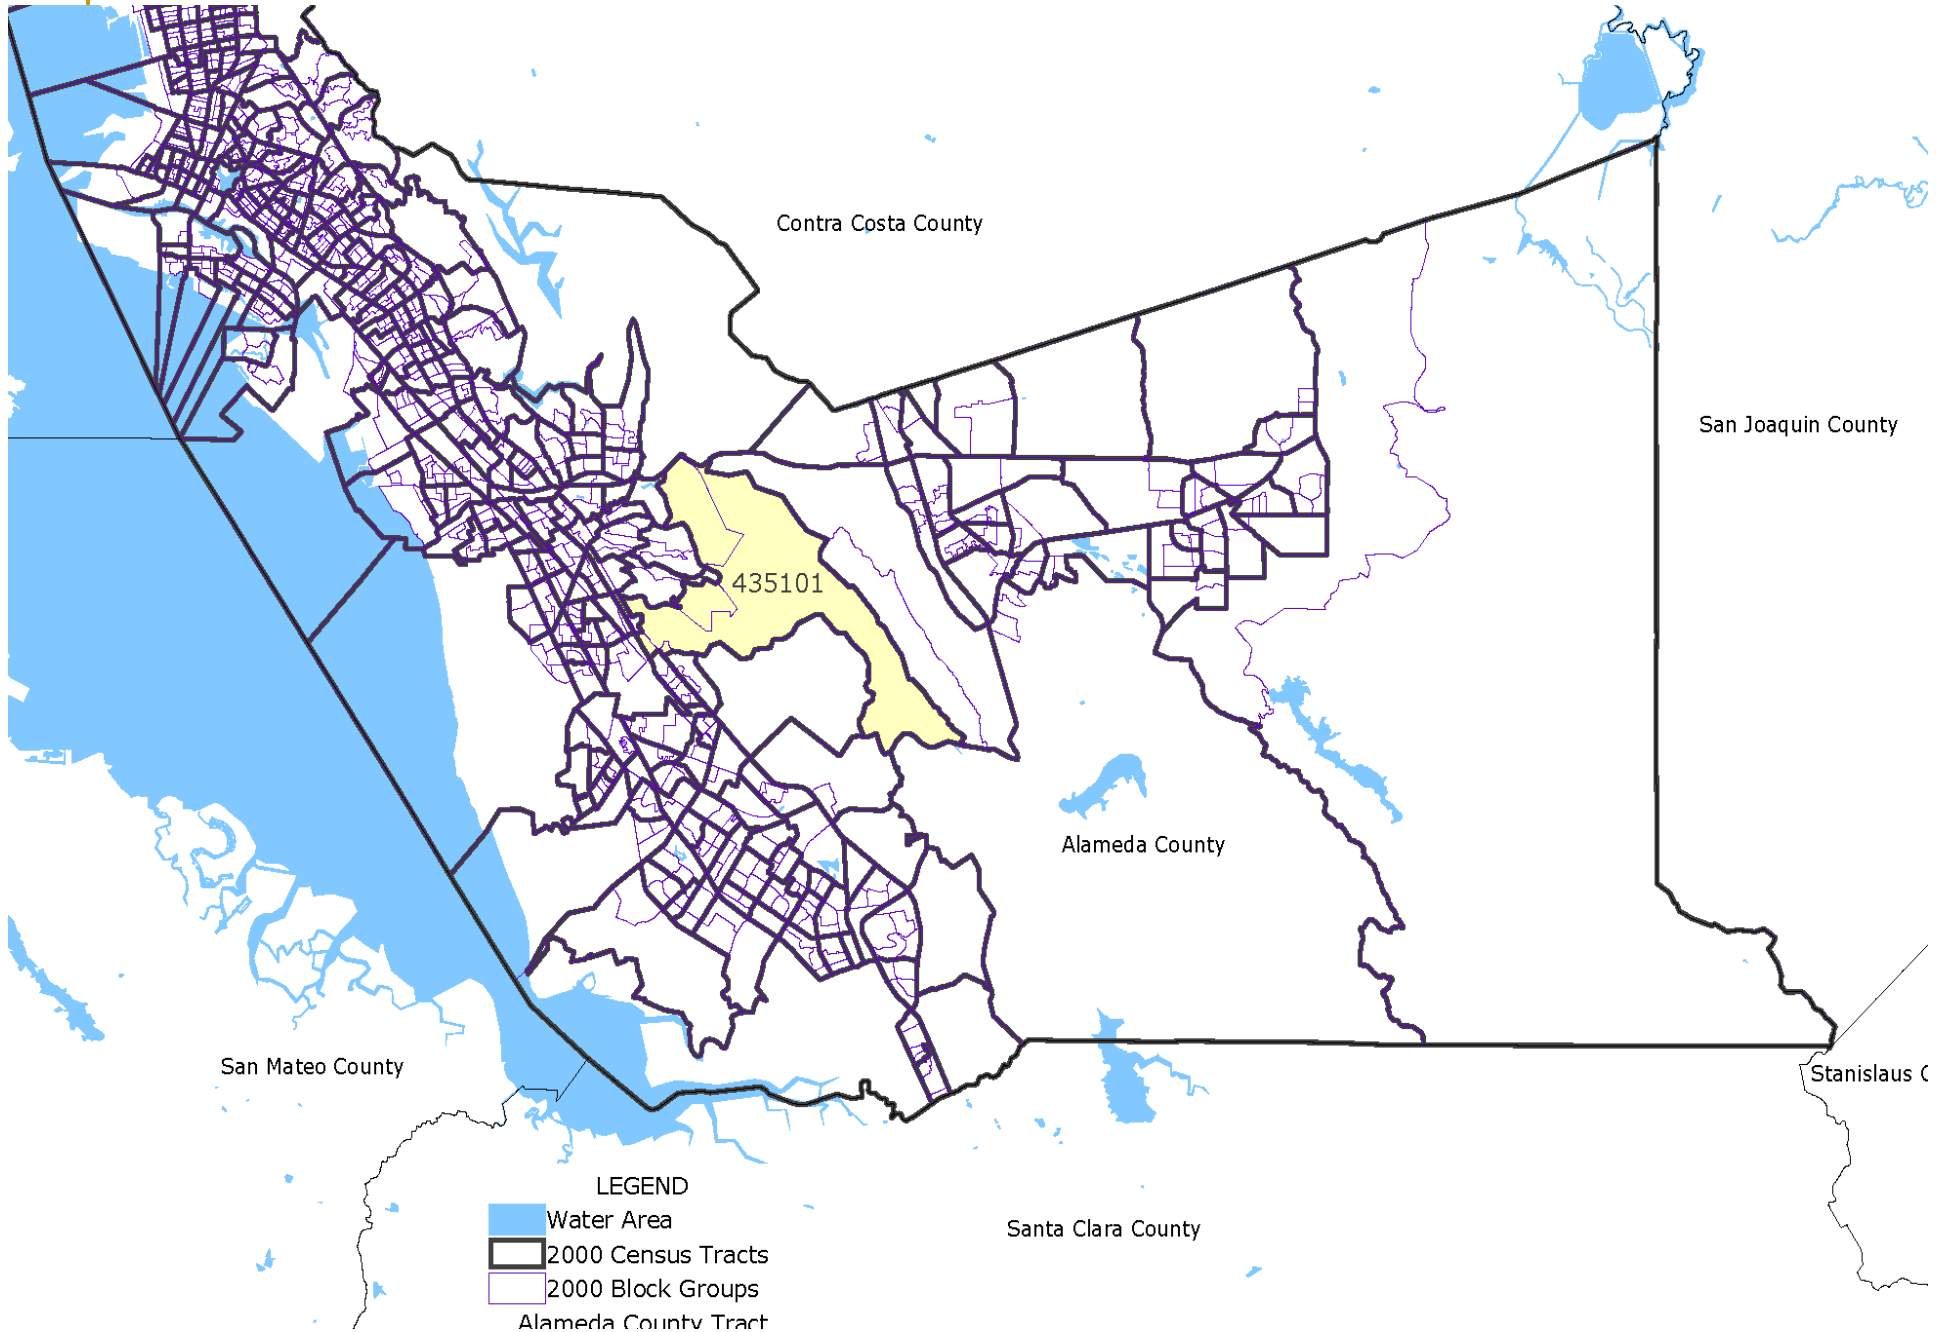 Contra Costa County
San Joaquin County
435101
Alameda County
San Mateo County
Stanislaus C
Santa Clara County
LEGEND
Water Area
2000 Census Tracts
2000 Block Groups
Alameda County Tract